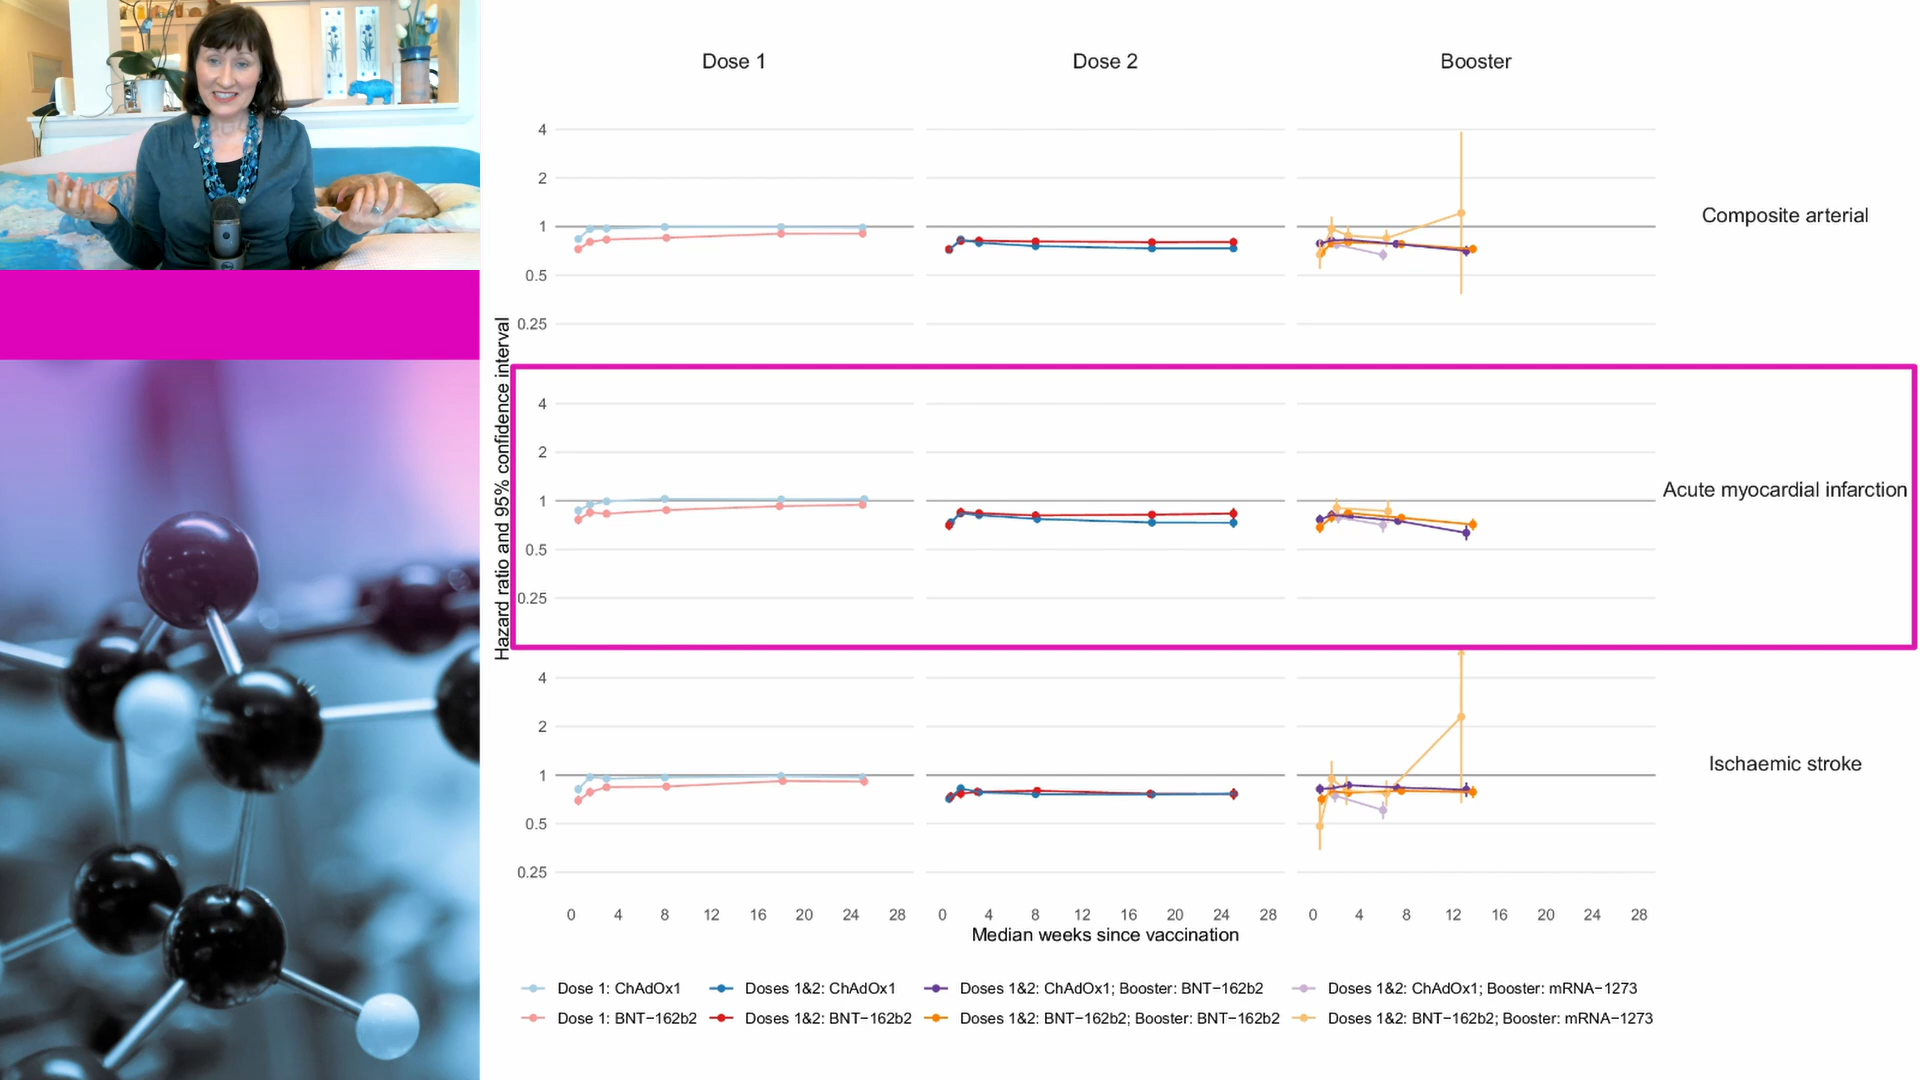 Dose 1
Dose 2
Booster
4
2
1
0.5
0.25
Composite arterial
Hazard ratio and 95% confidence interval
4
2
1
0.5
0.25
Acute myocardial infarction
4
2
1
0.5
0.25
Ischaemic stroke
0 4 8 12 16 20 24 28
0 4 8 12 16 20 24 28
0 4 8 12 16 20 24 28
Median weeks since vaccination
Dose 1: ChAdOx1
Doses 1&2: ChAdOx1
Doses 1&2: ChAdOx1; Booster: BNT−162b2
Doses 1&2: ChAdOx1; Booster: mRNA−1273
Dose 1: BNT−162b2
Doses 1&2: BNT−162b2
Doses 1&2: BNT−162b2; Booster: BNT−162b2
Doses 1&2: BNT−162b2; Booster: mRNA−1273